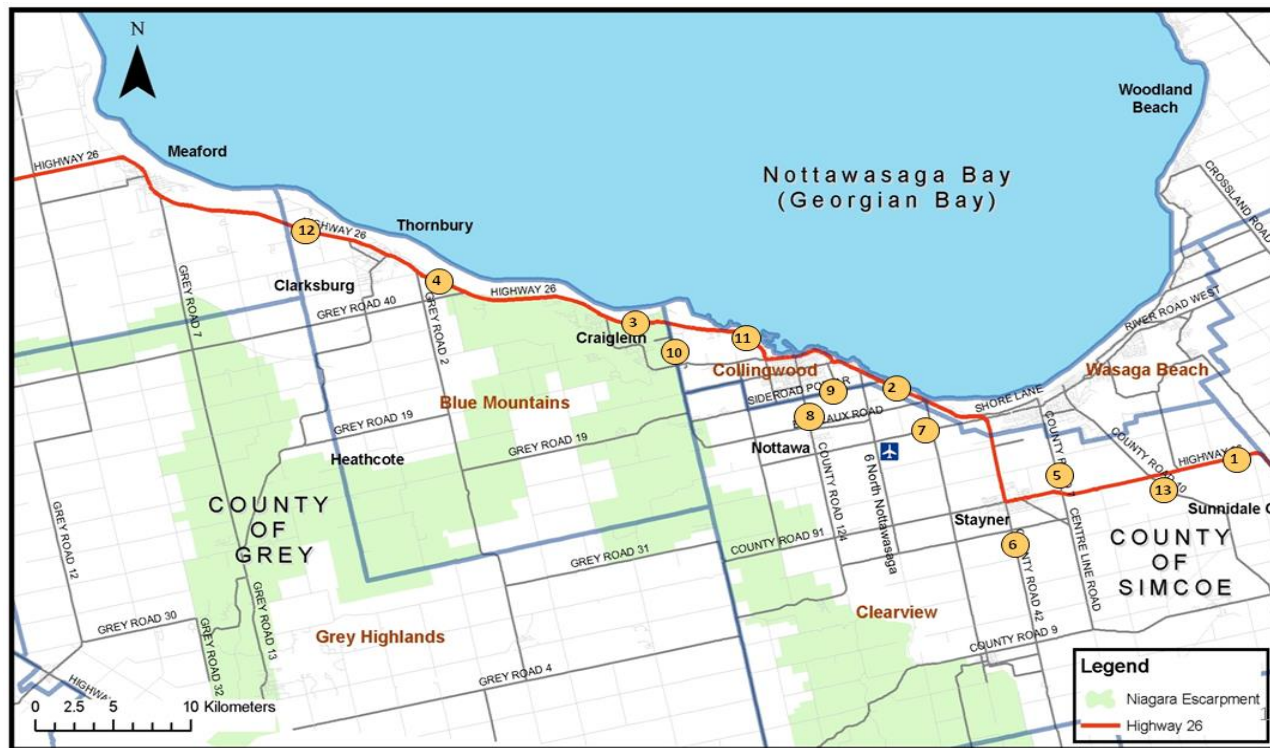 N
Woodland
Beach
Meaford
HIGHWAY 26
Nottawasaga Bay
(Georgian Bay)
CROSSLAND ROAD
Thornbury
12
HIGHWAY 26
4
Clarksburg
HIGHWAY 26
GREY ROAD 7
GREY ROAD 40
GREY ROAD 2
RIVER ROAD WEST
3
Craigleith
11
10
Collingwood
Wasaga Beach
SIDEROAD
9
2
SHORE LANE
Blue Mountains
8
ROAD
7
GREY ROAD 19
GREY ROAD 19
Nottawa
Heathcote
COUNTY ROAD 124
6 North Nottawasaga
COUNTY ROAD 10
HIGHWAY
1
5
13
Sunnidale
COUNTY
OF
GREY
Stayner
CENTRE LINE ROAD
COUNTY
OF
SIMCOE
GREY ROAD 12
GREY ROAD 31
COUNTY ROAD 91
6
COUNTY ROAD 42
Clearview
GREY ROAD 30
GREY ROAD 13
Grey Highlands
COUNTY ROAD 9
GREY ROAD 32
GREY ROAD 4
HIGHWAY
0 5 10 Kilometers
Legend
Niagara Escarpment
Highway 26